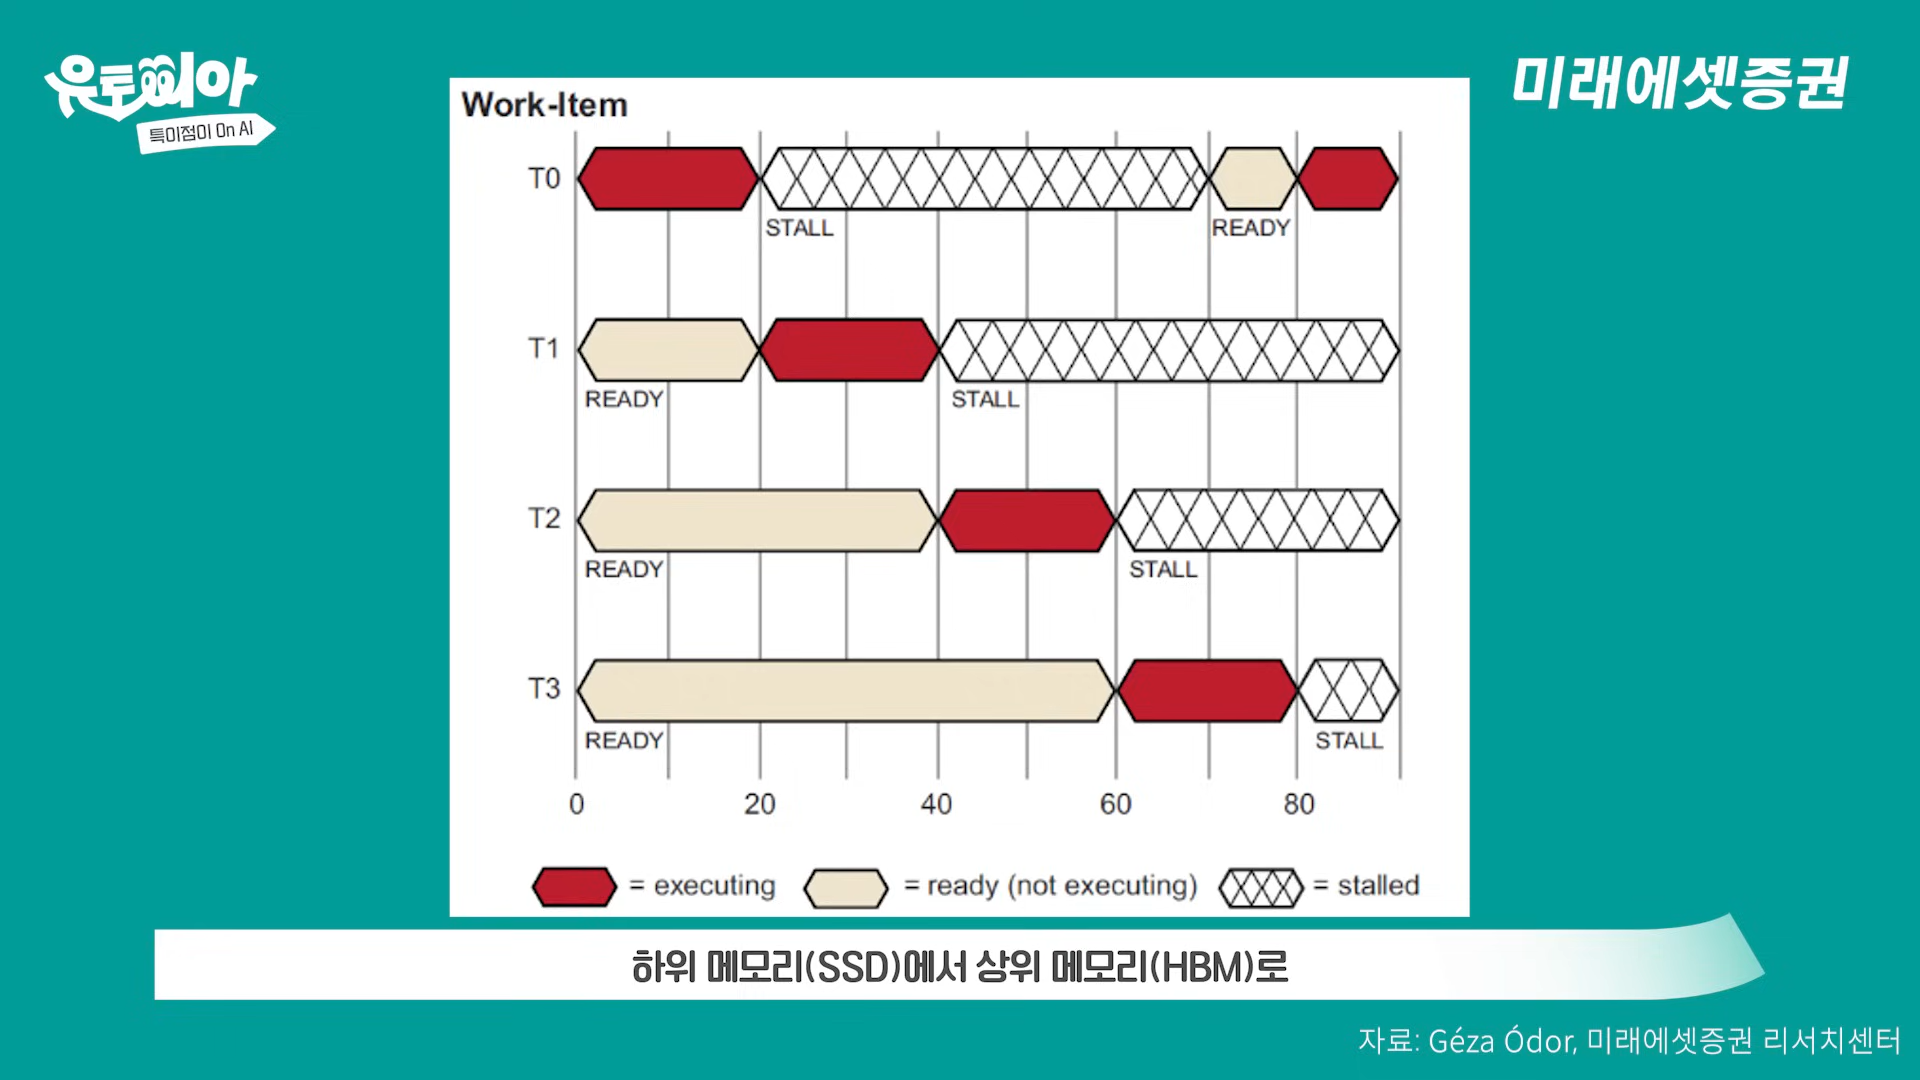 유토피아
특이점이 On AI
미래에셋증권
Work-Item
T0
STALL
READY
T1
READY
STALL
T2
READY
STALL
T3
READY
STALL
0 20 40 60 80
= executing = ready (not executing) = stalled
하위 메모리(SSD)에서 상위 메모리(HBM)로
자료: Géza Ódor, 미래에셋증권 리서치센터